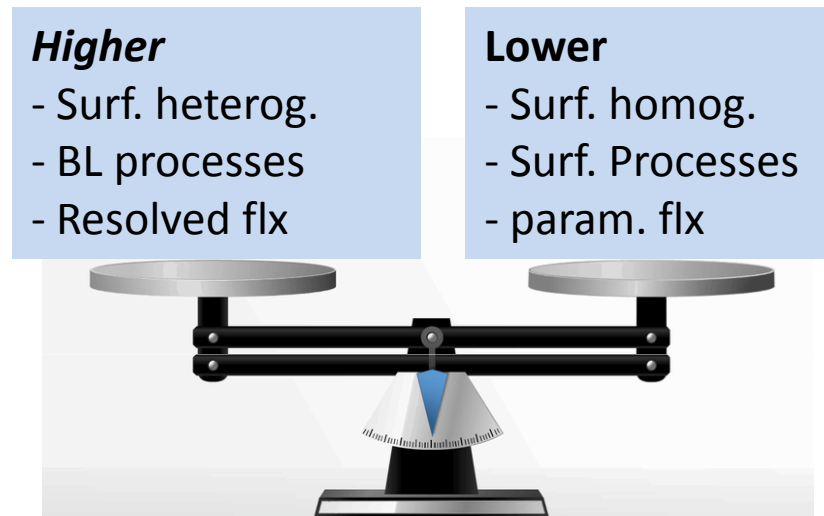 Higher
- Surf. heterog.
- BL processes
- Resolved flx
Lower
- Surf. homog.
- Surf. Processes
- param. flx